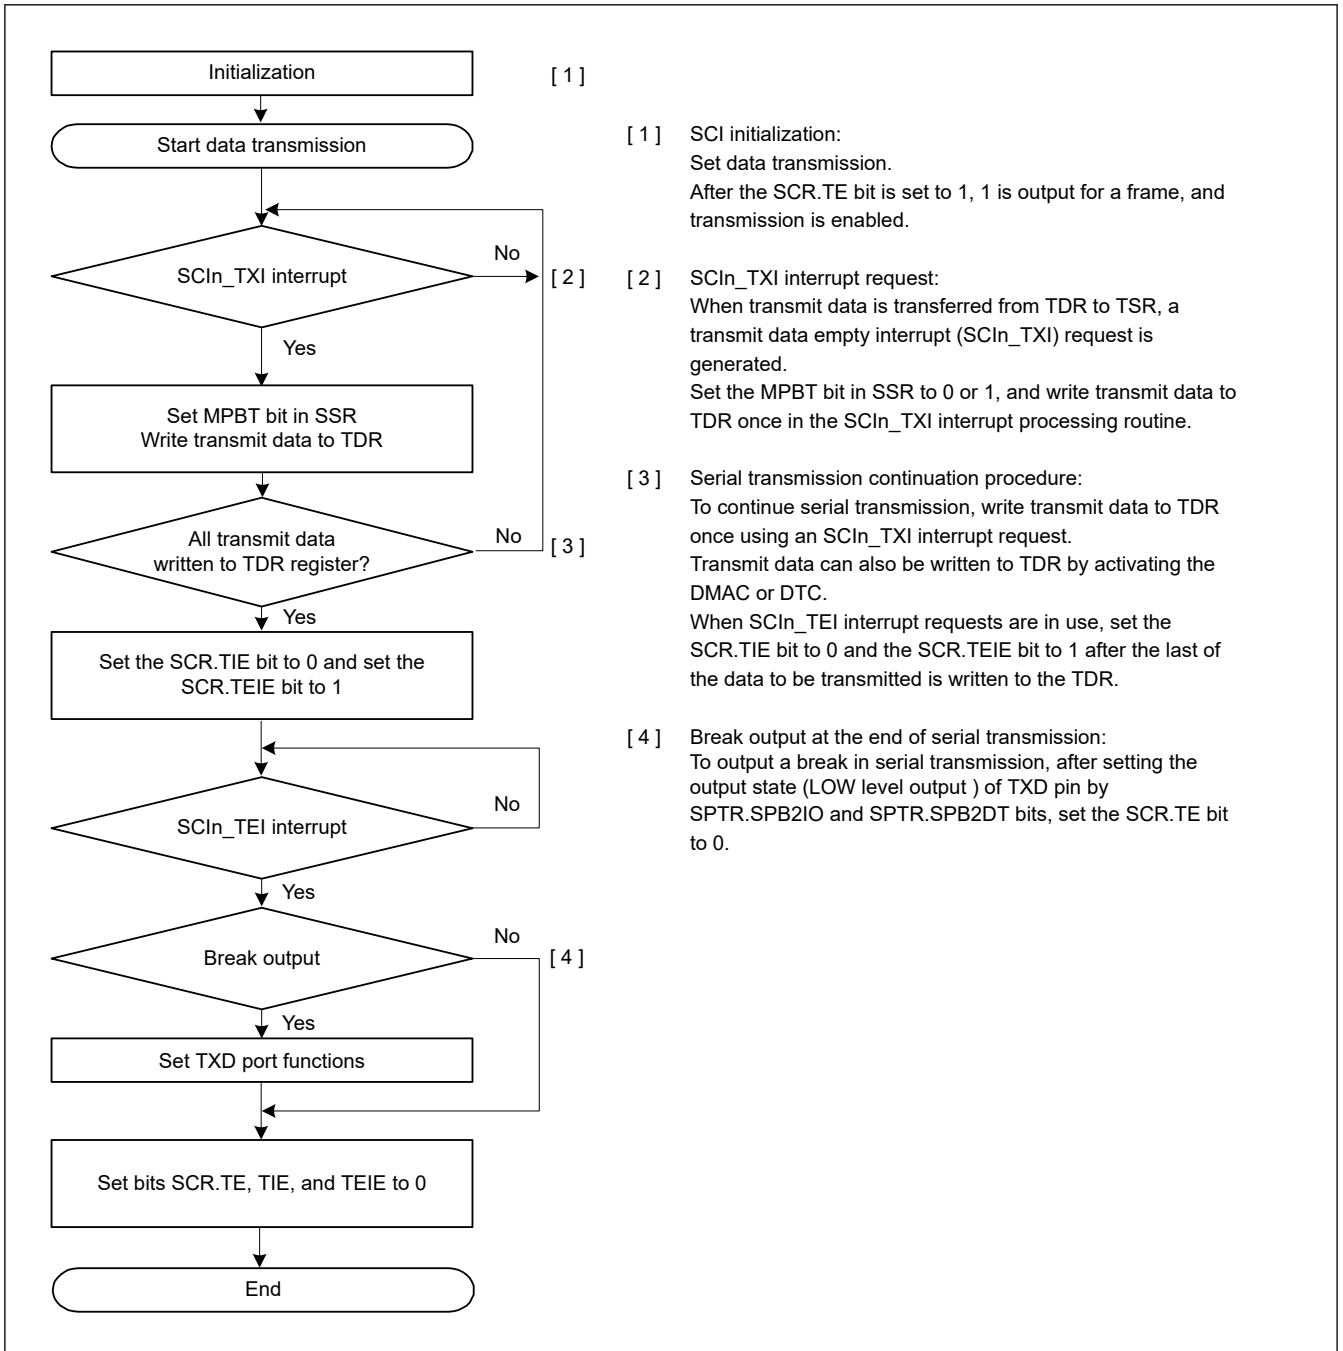 Initialization
[ 1 ]
Start data transmission
SCIn_TXI interrupt
No
[ 2 ]
Yes
Set MPBT bit in SSR
Write transmit data to TDR
All transmit data
written to TDR register?
No
[ 3 ]
Yes
Set the SCR.TIE bit to 0 and set the
SCR.TEIE bit to 1
SCIn_TEI interrupt
No
Yes
Break output
No
[ 4 ]
Yes
Set TXD port functions
Set bits SCR.TE, TIE, and TEIE to 0
End
[ 1 ] SCI initialization:
Set data transmission.
After the SCR.TE bit is set to 1, 1 is output for a frame, and
transmission is enabled.
[ 2 ] SCIn_TXI interrupt request:
When transmit data is transferred from TDR to TSR, a
transmit data empty interrupt (SCIn_TXI) request is
generated.
Set the MPBT bit in SSR to 0 or 1, and write transmit data to
TDR once in the SCIn_TXI interrupt processing routine.
[ 3 ] Serial transmission continuation procedure:
To continue serial transmission, write transmit data to TDR
once using an SCIn_TXI interrupt request.
Transmit data can also be written to TDR by activating the
DMAC or DTC.
When SCIn_TEI interrupt requests are in use, set the
SCR.TIE bit to 0 and the SCR.TEIE bit to 1 after the last of
the data to be transmitted is written to the TDR.
[ 4 ] Break output at the end of serial transmission:
To output a break in serial transmission, after setting the
output state (LOW level output ) of TXD pin by
SPTR.SPB2IO and SPTR.SPB2DT bits, set the SCR.TE bit
to 0.